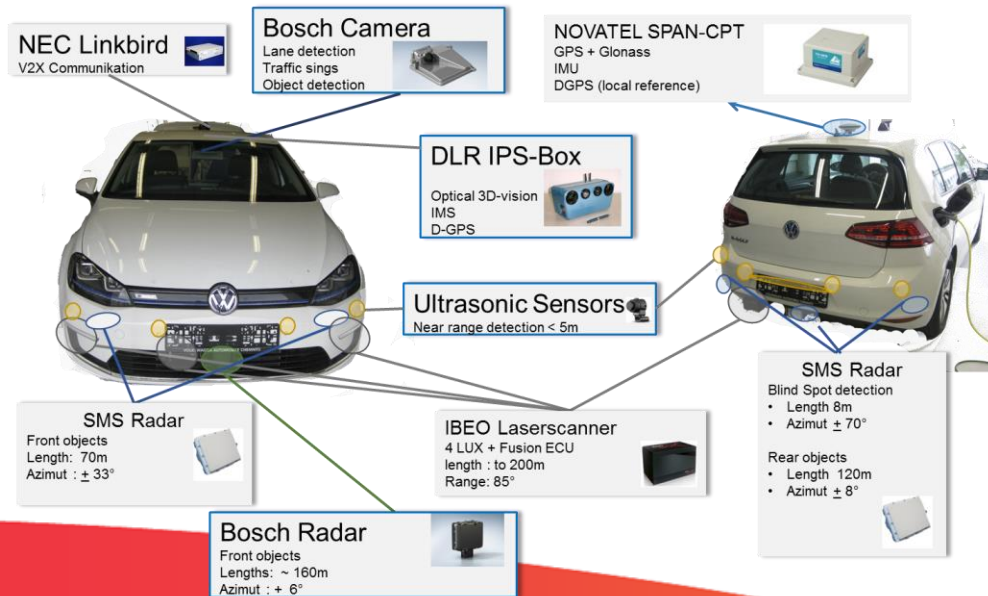 NEC Linkbird
V2X Communikation
Bosch Camera
Lane detection
Traffic sings
Object detection
NOVATEL SPAN-CPT
GPS + Glonass
IMU
DGPS (local reference)
DLR IPS-Box
Optical 3D-vision
IMS
D-GPS
Ultrasonic Sensors
Near range detection < 5m
SMS Radar
Front objects
Length: 70m
Azimut : ± 33°
IBEO Laserscanner
4 LUX + Fusion ECU
length : to 200m
Range: 85°
SMS Radar
Blind Spot detection
• Length 8m
• Azimut ± 70°
Rear objects
• Length 120m
• Azimut ± 8°
Bosch Radar
Front objects
Lengths: ~ 160m
Azimut : + 6°